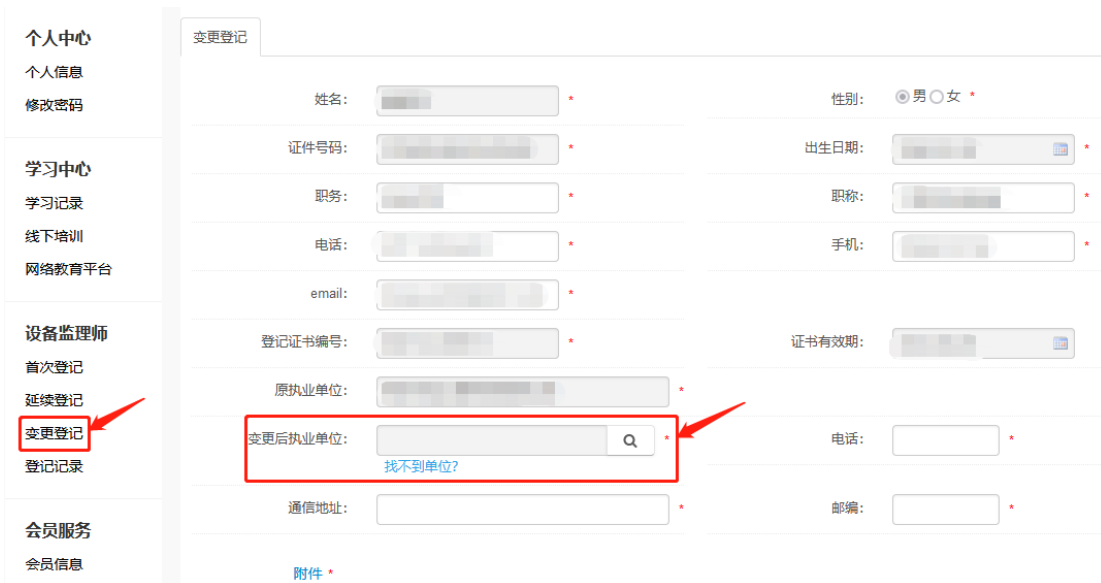 个人中心
个人信息
修改密码
学习中心
学习记录
线下培训
网络教育平台
设备监理师
首次登记
延续登记
变更登记
登记记录
会员服务
会员信息
变更登记
姓名: *
性别: 男 女 *
证件号码: *
出生日期: *
职务: *
职称: *
电话: *
手机: *
email: *
登记证书编号: *
证书有效期:
原执业单位: *
变更后执业单位: *
找不到单位?
电话: *
通信地址: *
邮编: *
附件 *